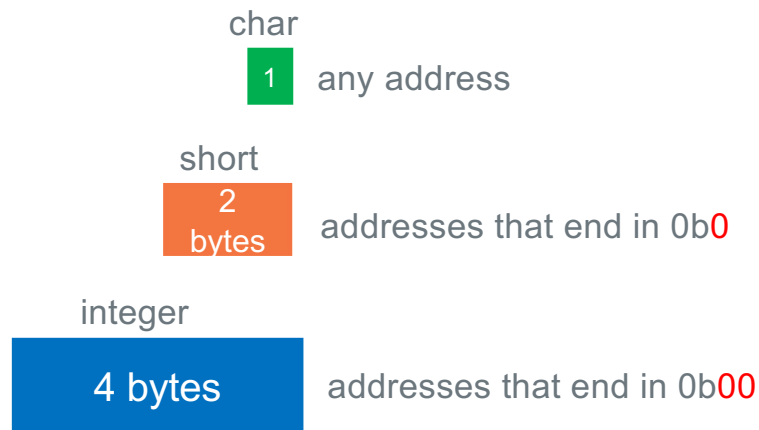 char
1
any address
short
2
bytes
addresses that end in 0b0
integer
4 bytes
addresses that end in 0b00